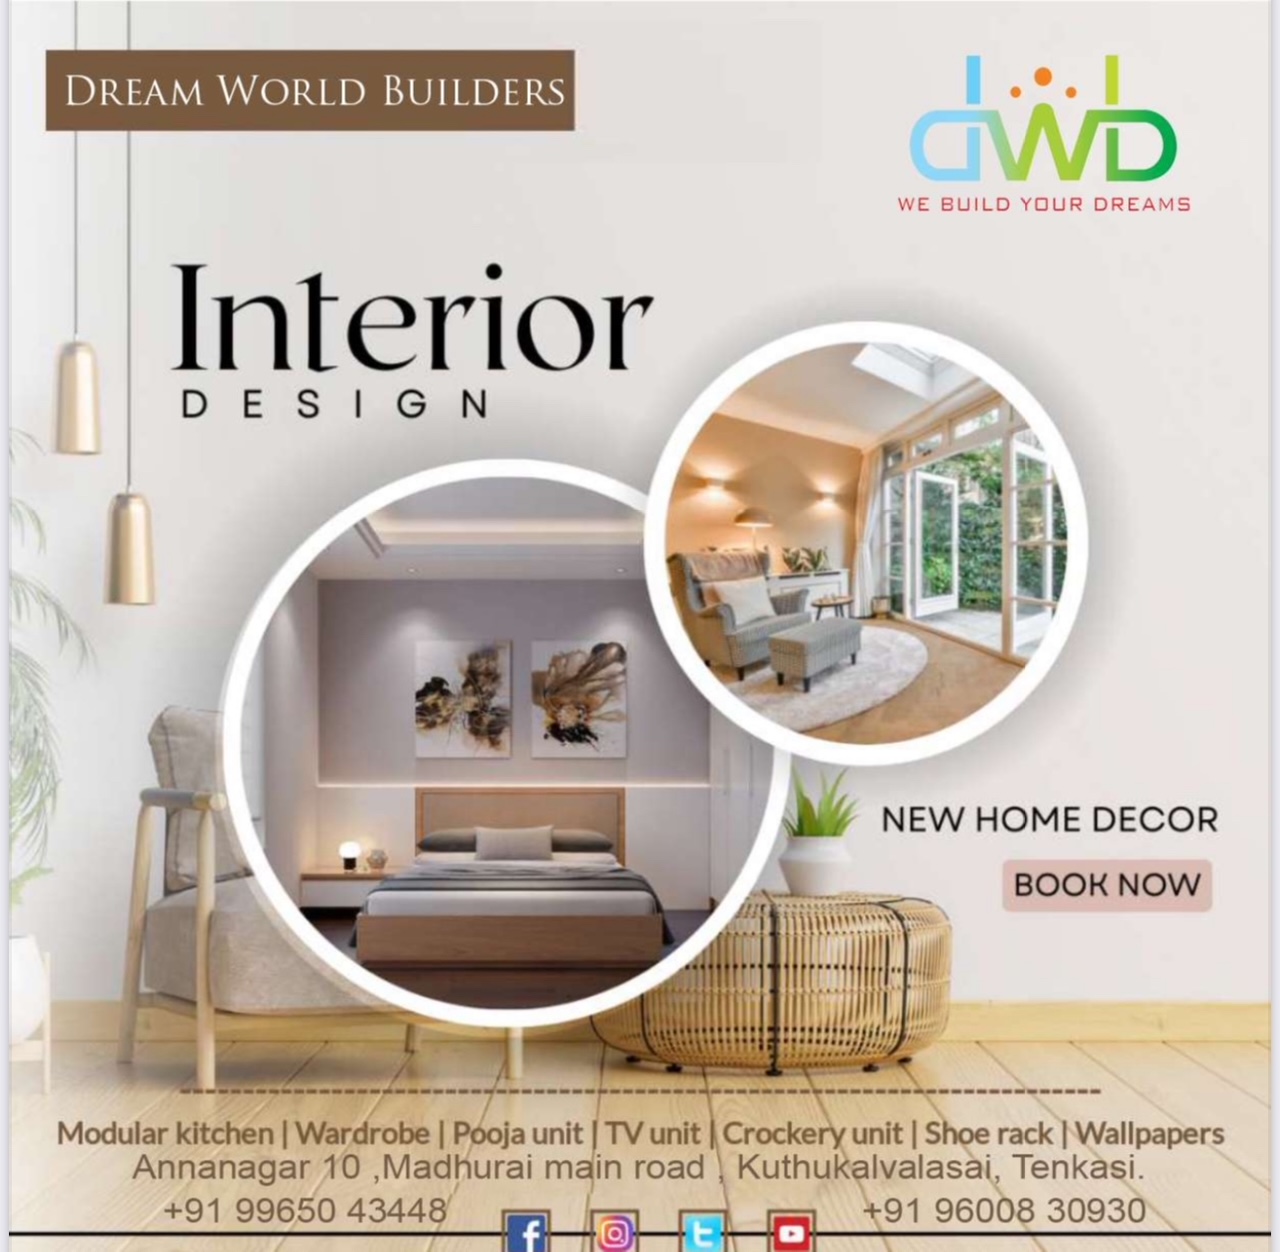 DREAM WORLD BUILDERS
dwb
WE BUILD YOUR DREAMS
Interior
DESIGN
NEW HOME DECOR
BOOK NOW
Modular kitchen | Wardrobe | Pooja unit | TV unit | Crockery unit | Shoe rack | Wallpapers
Annanagar 10 ,Madhurai main road , Kuthukalvalasai, Tenkasi.
+91 99650 43448 +91 96008 30930